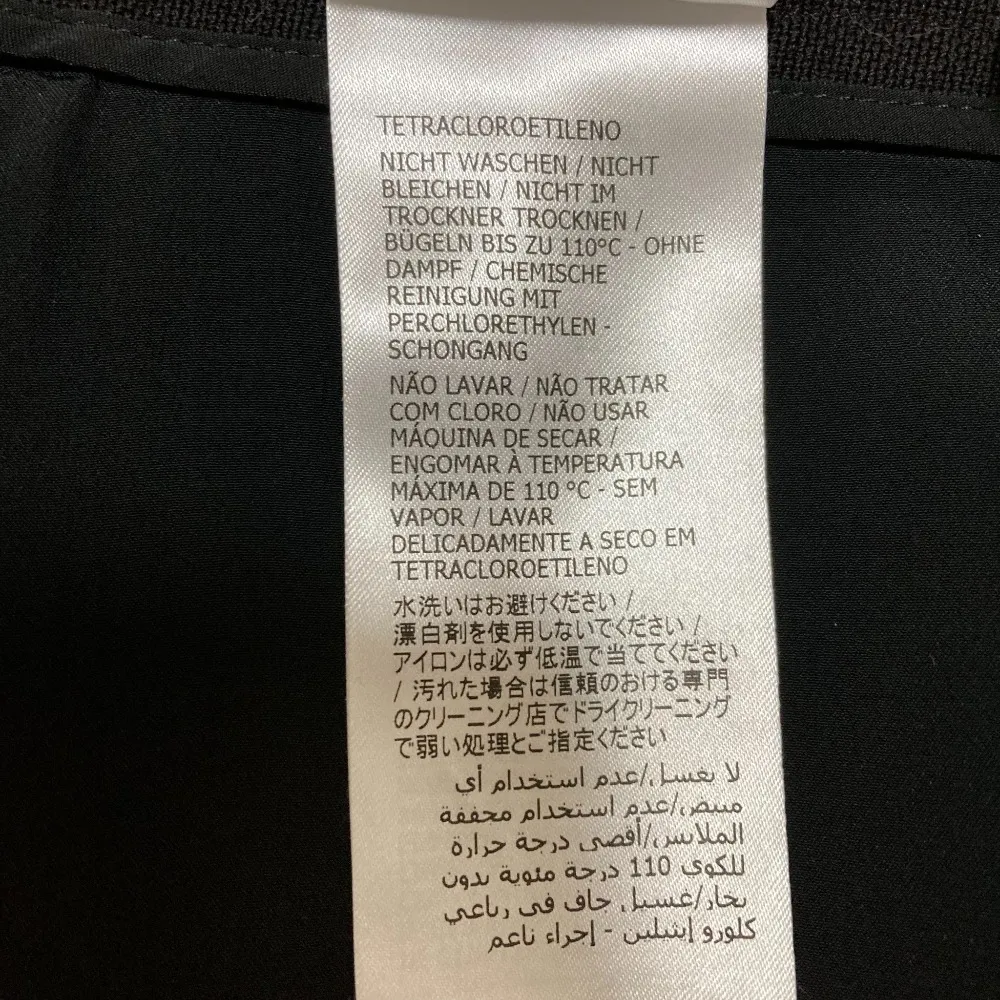 TETRACLOROETILENO
NICHT WASCHEN / NICHT
BLEICHEN / NICHT IM
TROCKNER TROCKNEN /
BÜGELN BIS ZU 110°C - OHNE
DAMPF / CHEMISCHE
REINIGUNG MIT
PERCHLORETHYLEN -
SCHONGANG
NÃO LAVAR / NÃO TRATAR
COM CLORO / NÃO USAR
MÁQUINA DE SECAR /
ENGOMAR À TEMPERATURA
MÁXIMA DE 110 °C - SEM
VAPOR / LAVAR
DELICADAMENTE A SECO EM
TETRACLOROETILENO
水洗いはお避けください /
漂白剤を使用しないでください /
アイロンは必ず低温で当ててください
/ 汚れた場合は信頼のおける専門
のクリーニング店でドライクリーニング
で弱い処理とご指定ください
لا يغسل/عدم استخدام أي
مبيض/عدم استخدام مجففة
الملابس/أقصى درجة حرارة
للكوي 110 درجة مئوية بدون
بخار/غسيل جاف في رباعي
كلورو إيثيلين - إجراء ناعم